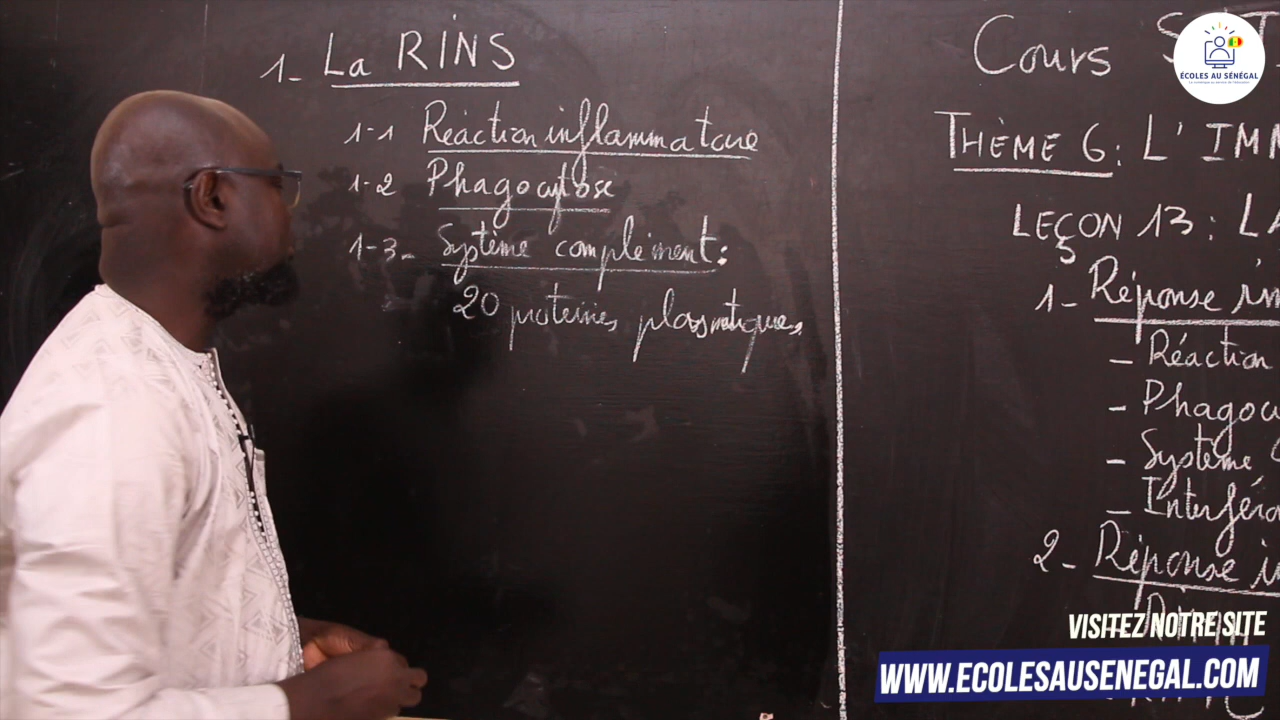 1- La RINS
1-1 Réaction inflammatoire
1-2 Phagocytose
1-3- Système complément:
20 proteines plasmatiques
Cours
THÈME 6: L'IMM
LEÇON 13: LA
1- Réponse im
- Réaction
- Phagocy
- Système
- Interféro
2- Réponse i
ÉCOLES AU SÉNÉGAL
VISITEZ NOTRE SITE
WWW.ECOLESAUSENEGAL.COM